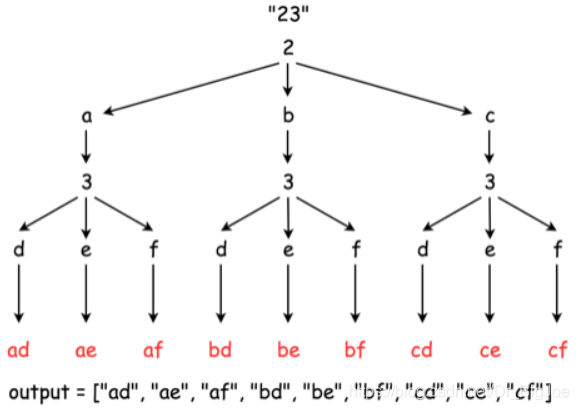 "23"
2
a b c
3 3 3
d e f d e f d e f
ad ae af bd be bf cd ce cf
output = ["ad", "ae", "af", "bd", "be", "bf", "cd", "ce", "cf"]